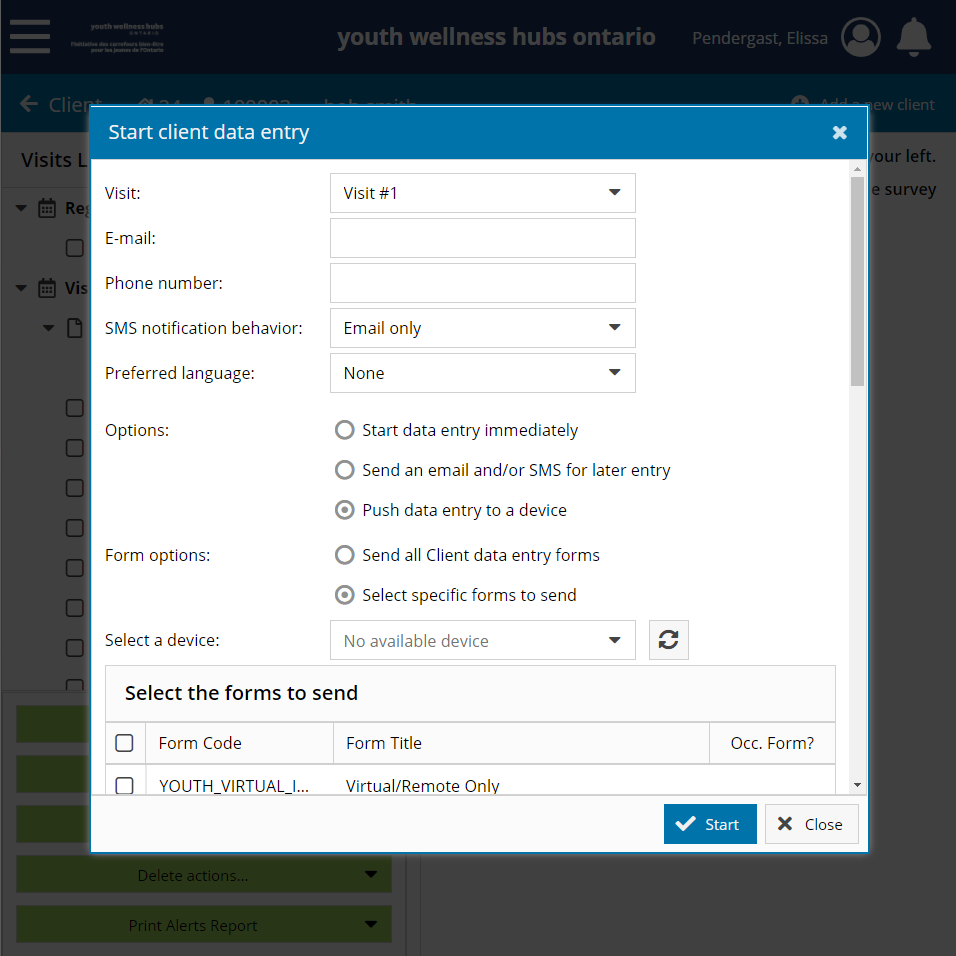 youth wellness hubs
ONTARIO
l'initiative des carrefours bien-être
pour les jeunes de l'Ontario
youth wellness hubs ontario
Pendergast, Elissa
Client
Add a new client
Start client data entry
Visits L
your left.
e survey
Visit:
Visit #1
E-mail:
Phone number:
SMS notification behavior:
Email only
Preferred language:
None
Reg
Vis
Options:
Start data entry immediately
Send an email and/or SMS for later entry
Push data entry to a device
Form options:
Send all Client data entry forms
Select specific forms to send
Select a device:
No available device
Select the forms to send
Form Code Form Title Occ. Form?
YOUTH_VIRTUAL_I... Virtual/Remote Only
Start
Close
Delete actions...
Print Alerts Report